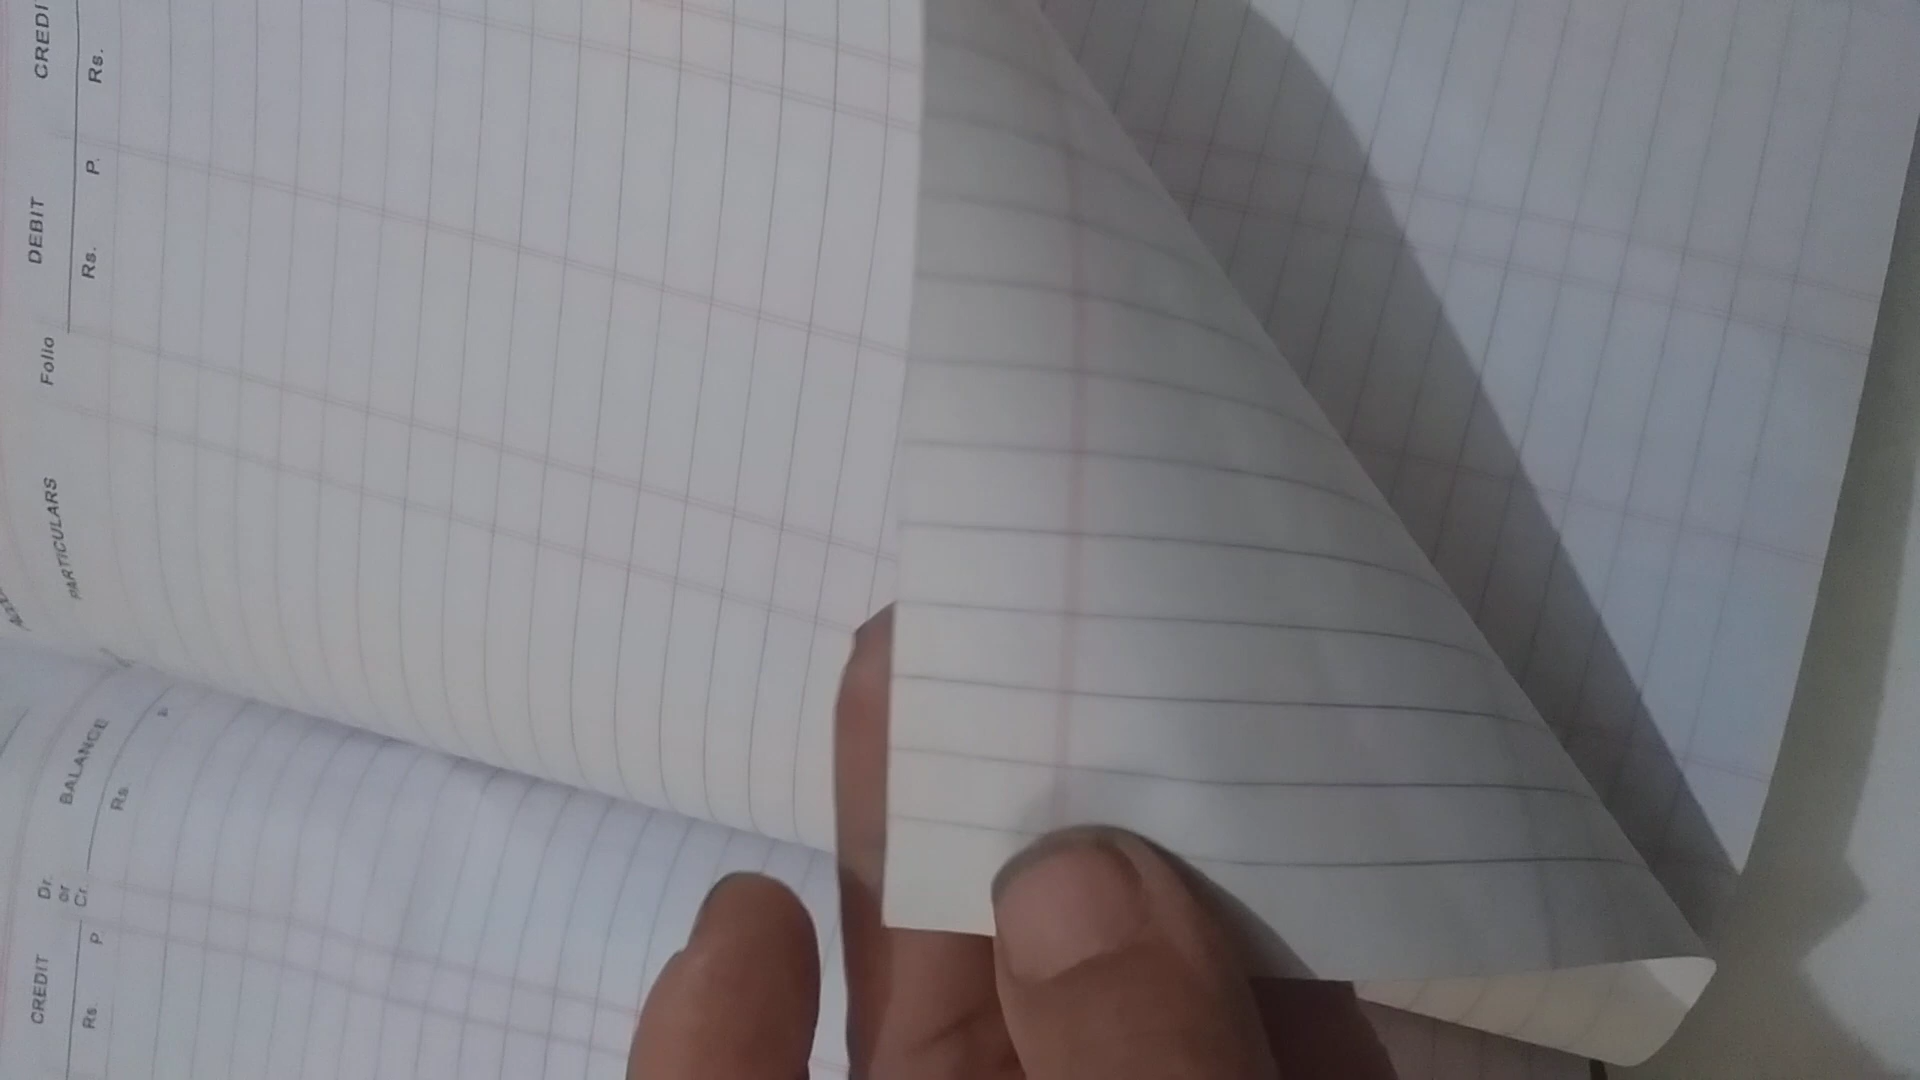 PARTICULARS Folio DEBIT CREDI
Rs. P. Rs.
CREDIT Dr. or Cr. BALANCE
Rs P Rs.